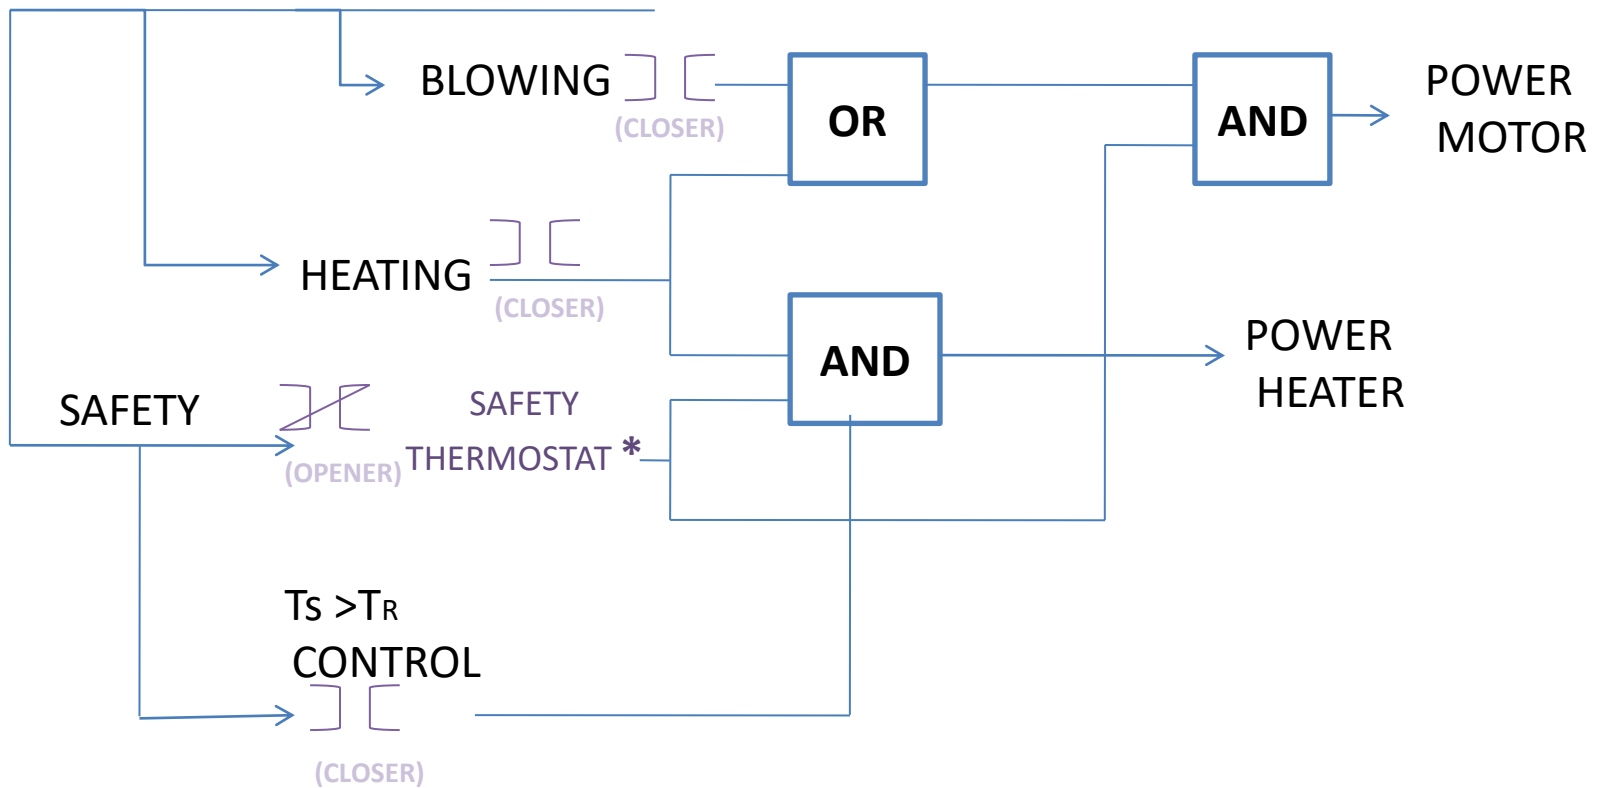 BLOWING
(CLOSER)
OR
AND
POWER
MOTOR
HEATING
(CLOSER)
AND
POWER
HEATER
SAFETY
(OPENER)
SAFETY
THERMOSTAT *
Ts >TR
CONTROL
(CLOSER)